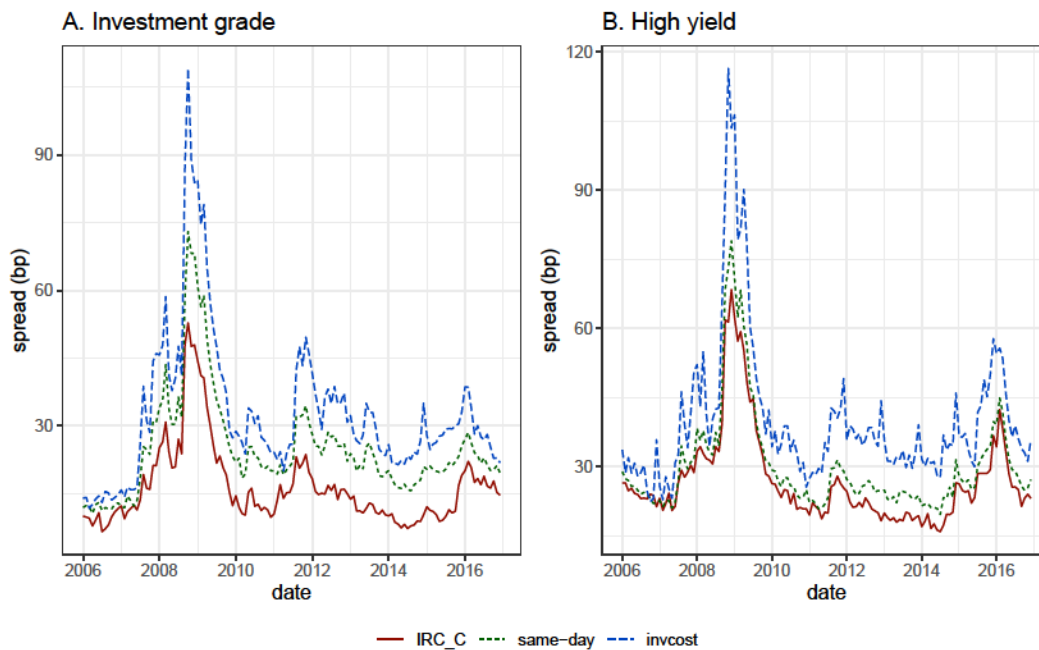 A. Investment grade
90
60
30
spread (bp)
2006 2008 2010 2012 2014 2016
date
B. High yield
120
90
60
30
spread (bp)
2006 2008 2010 2012 2014 2016
date
IRC_C same-day invcost